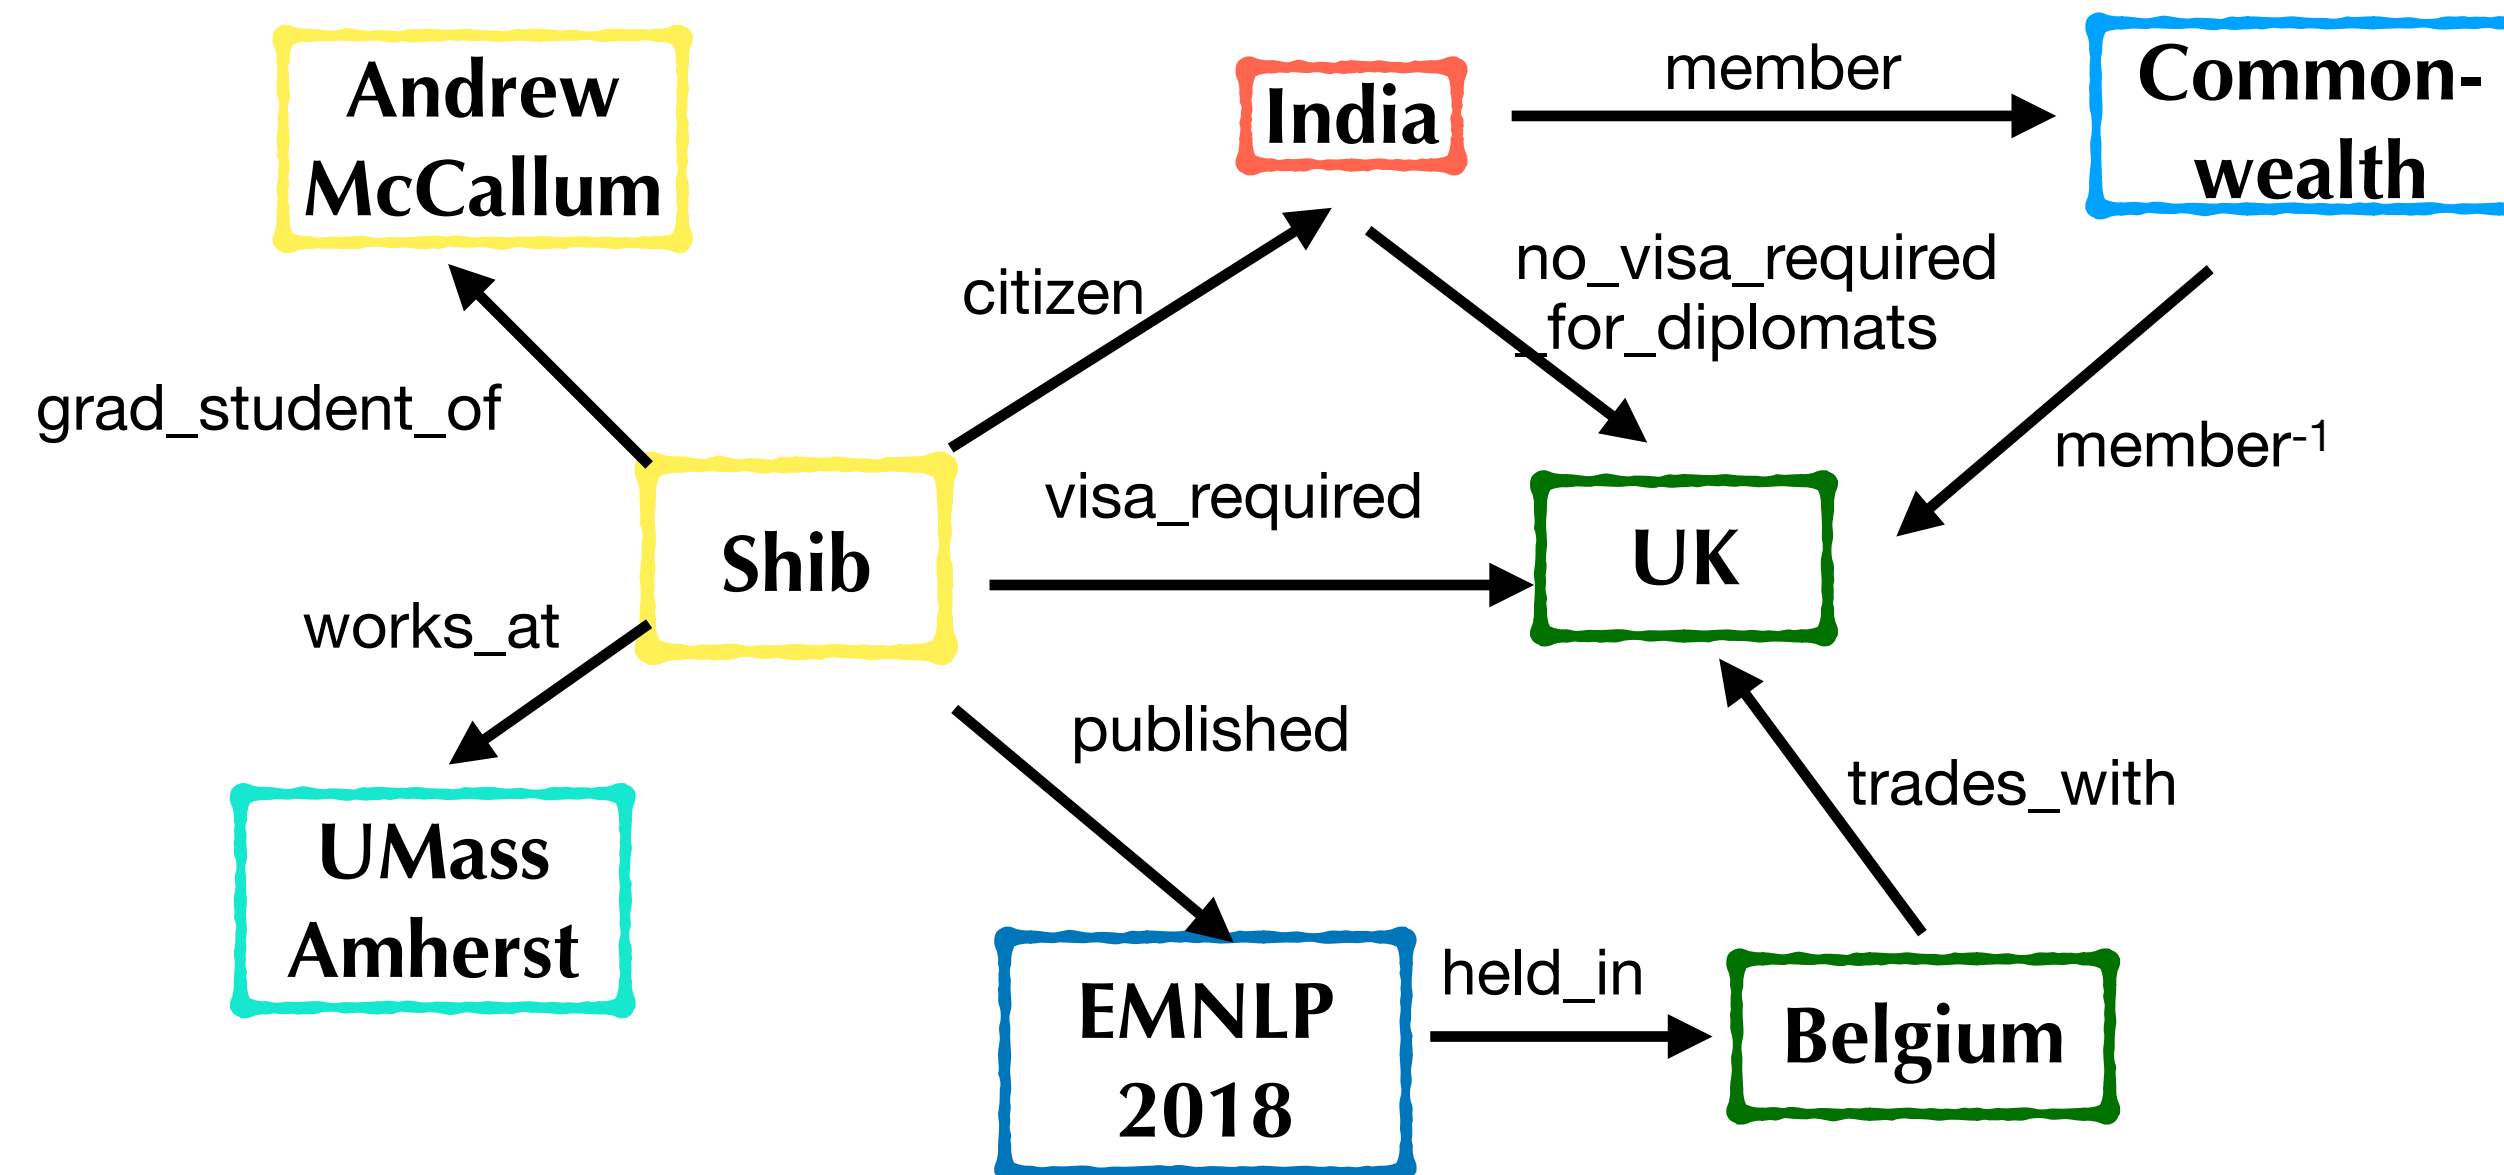 Andrew
McCallum
India
member
Common-
wealth
citizen
no_visa_required
_for_diplomats
grad_student_of
member-1
visa_required
Shib
UK
works_at
published
trades_with
UMass
Amherst
held_in
EMNLP
2018
Belgium